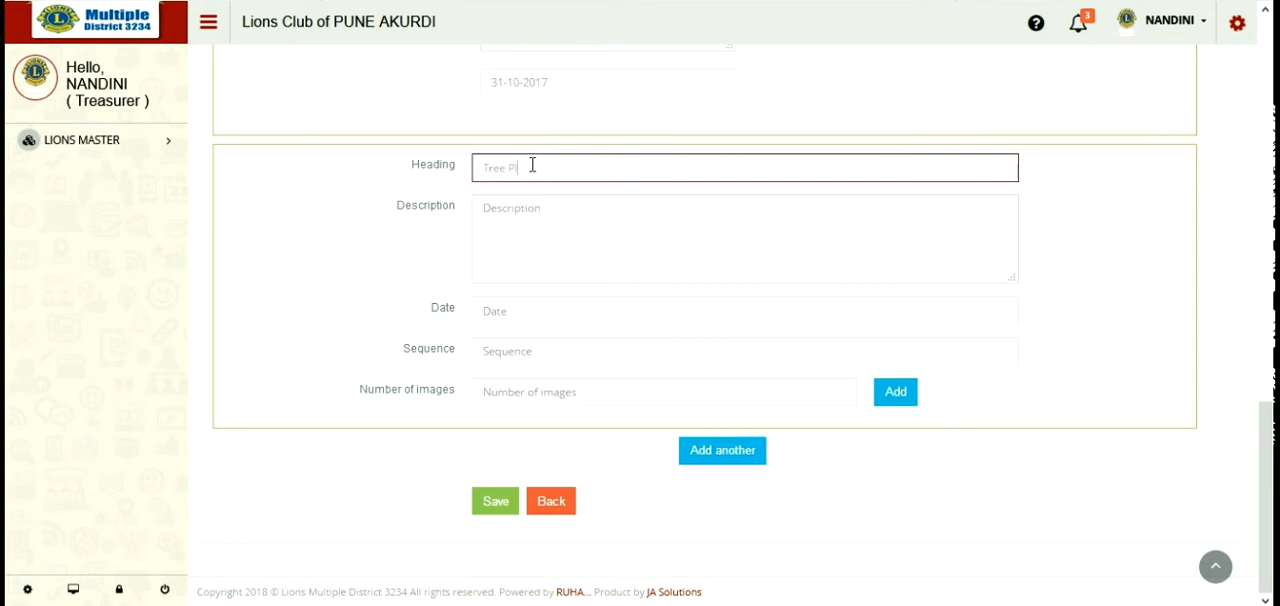 Multiple
District 3234
Lions Club of PUNE AKURDI
3
NANDINI
Hello,
NANDINI
( Treasurer )
LIONS MASTER
31-10-2017
Heading
Tree Pl
Description
Description
Date
Date
Sequence
Sequence
Number of images
Number of images
Add
Add another
Save
Back
Copyright 2018 © Lions Multiple District 3234 All rights reserved. Powered by RUHA... Product by JA Solutions